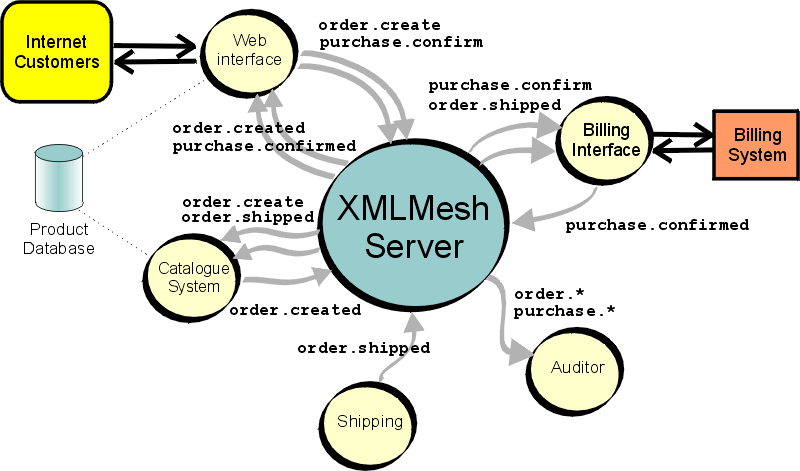 Internet
Customers
Web
interface
order.create
purchase.confirm
purchase.confirm
order.shipped
Billing
Interface
Billing
System
order.created
purchase.confirmed
Product
Database
order.create
order.shipped
XMLMesh
Server
purchase.confirmed
Catalogue
System
order.created
order.*
purchase.*
order.shipped
Auditor
Shipping